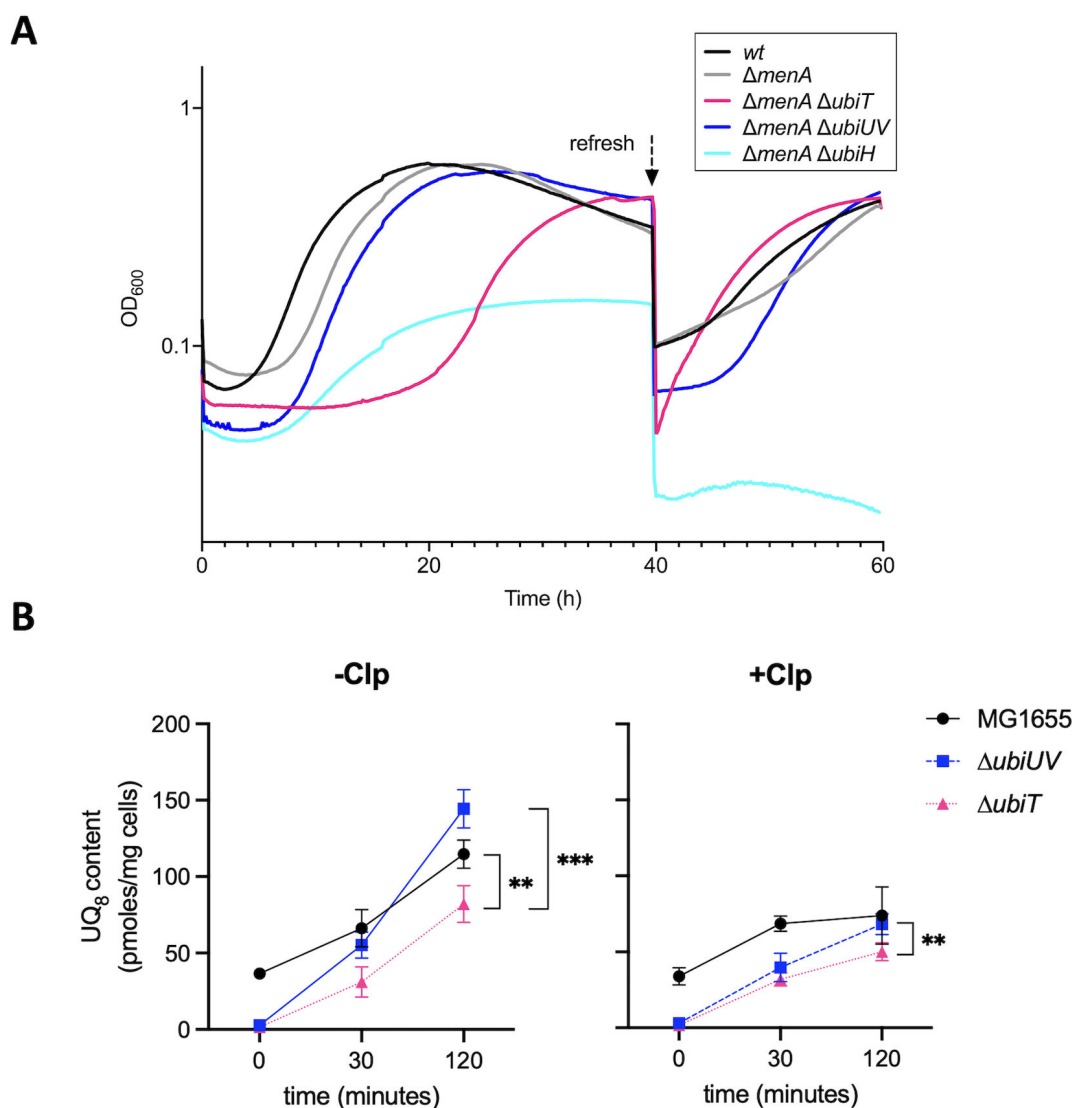 A
wt
ΔmenA
ΔmenA ΔubiT
ΔmenA ΔubiUV
ΔmenA ΔubiH
refresh
1
0.1
OD600
0
20
40
60
Time (h)
B
-Clp
+Clp
MG1655
ΔubiUV
ΔubiT
200
150
100
50
0
UQ8 content
(pmoles/mg cells)
***
**
**
0
30
120
0
30
120
time (minutes)
time (minutes)